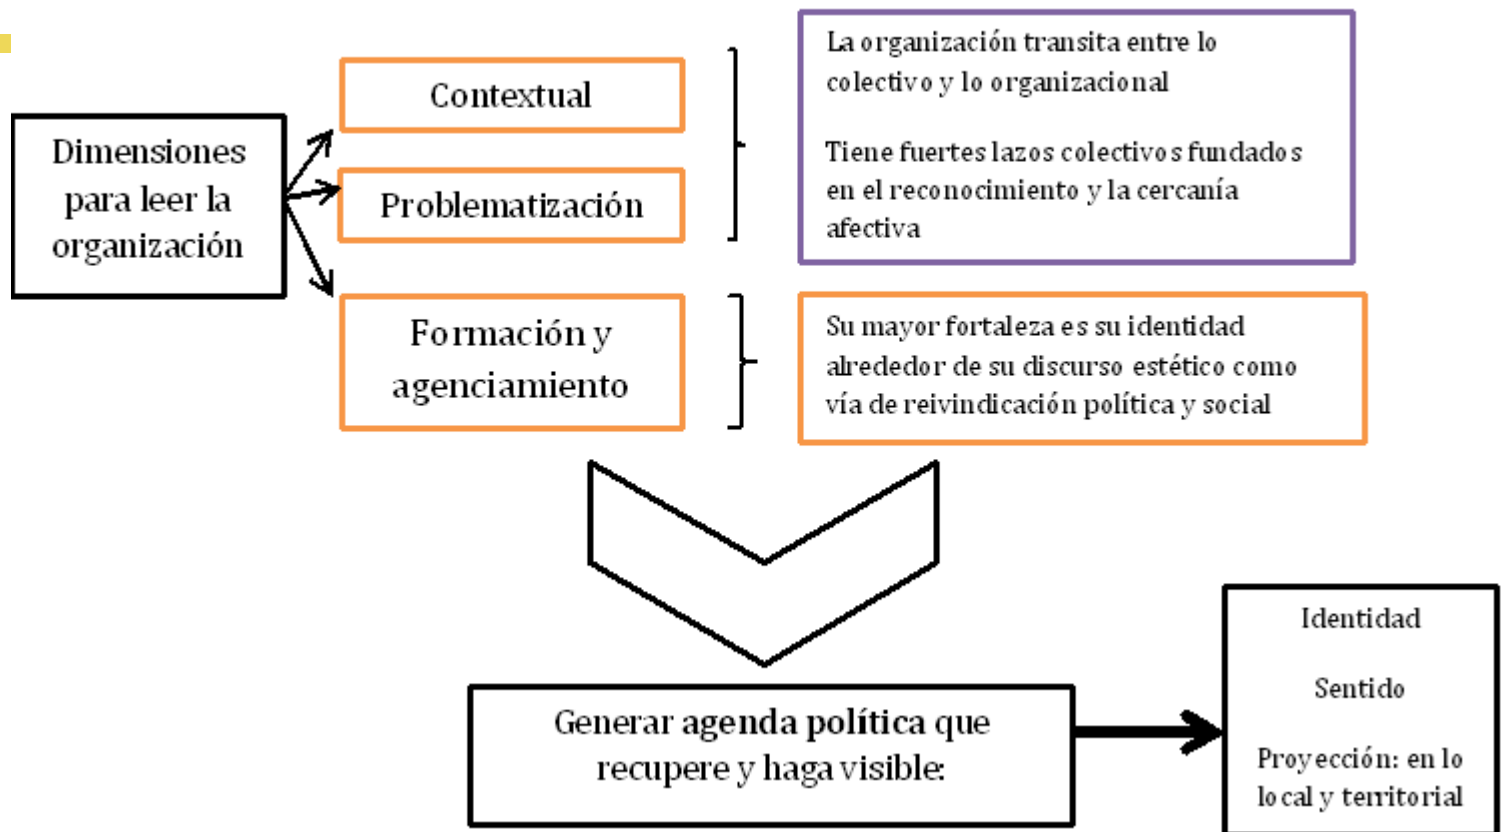 Dimensiones
para leer la
organización
Contextual
Problematización
Formación y
agenciamiento
La organización transita entre lo
colectivo y lo organizacional
Tiene fuertes lazos colectivos fundados
en el reconocimiento y la cercanía
afectiva
Su mayor fortaleza es su identidad
alrededor de su discurso estético como
vía de reivindicación política y social
Generar agenda política que
recupere y haga visible:
Identidad
Sentido
Proyección: en lo
local y territorial